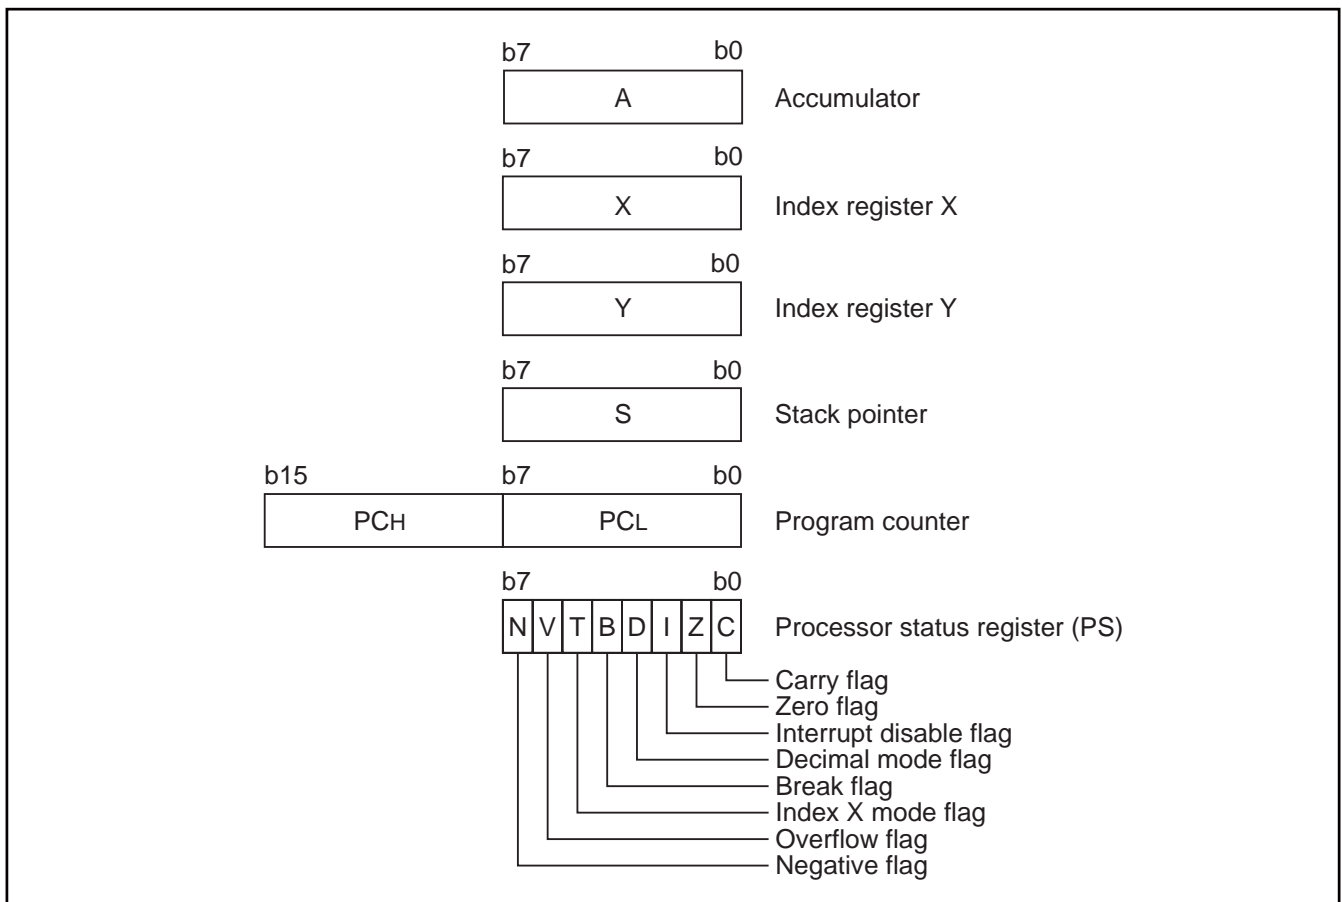 b7 b0
A Accumulator
b7 b0
X Index register X
b7 b0
Y Index register Y
b7 b0
S Stack pointer
b15 b7 b0
PCH PCL Program counter
b7 b0
N V T B D I Z C Processor status register (PS)
Carry flag
Zero flag
Interrupt disable flag
Decimal mode flag
Break flag
Index X mode flag
Overflow flag
Negative flag